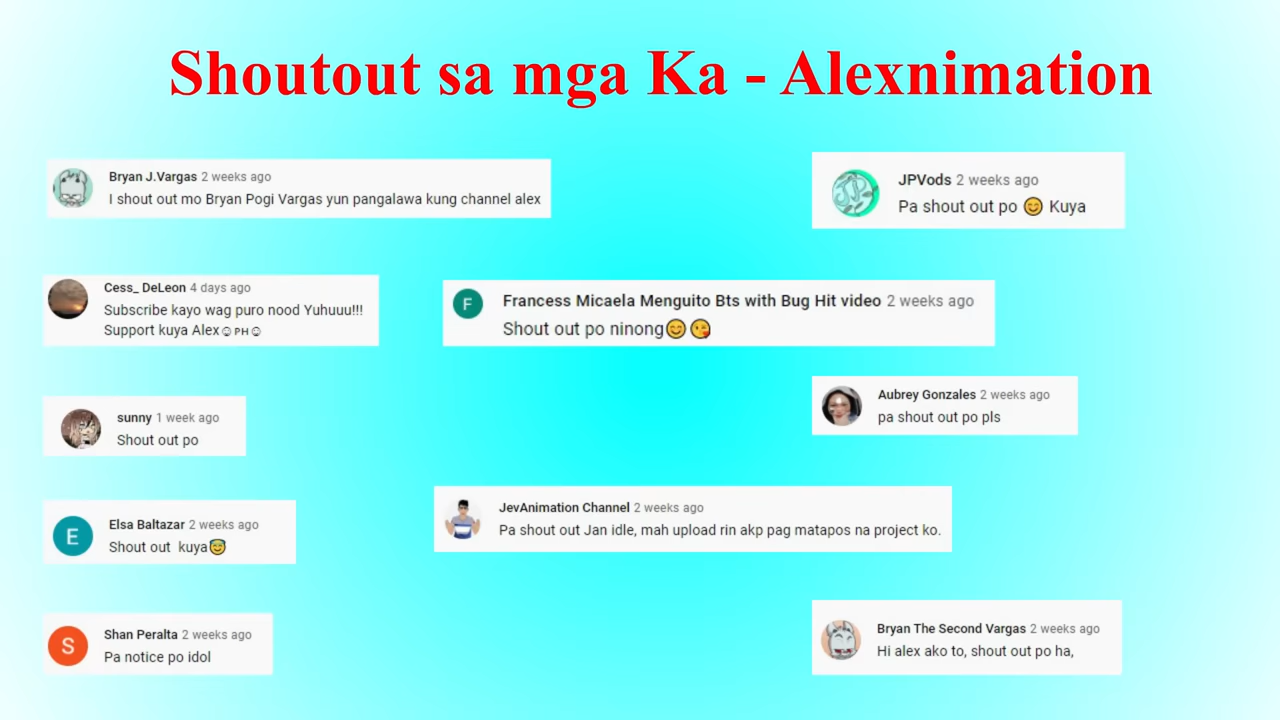 Shoutout sa mga Ka - Alexnimation
Bryan J.Vargas 2 weeks ago
I shout out mo Bryan Pogi Vargas yun pangalawa kung channel alex
JPVods 2 weeks ago
Pa shout out po 😊 Kuya
Cess_ DeLeon 4 days ago
Subscribe kayo wag puro nood Yuhuuu!!!
Support kuya Alex☺ᴘʜ☺
F
Francess Micaela Menguito Bts with Bug Hit video 2 weeks ago
Shout out po ninong😊😘
sunny 1 week ago
Shout out po
Aubrey Gonzales 2 weeks ago
pa shout out po pls
E
Elsa Baltazar 2 weeks ago
Shout out kuya😇
JevAnimation Channel 2 weeks ago
Pa shout out Jan idle, mah upload rin akp pag matapos na project ko.
S
Shan Peralta 2 weeks ago
Pa notice po idol
Bryan The Second Vargas 2 weeks ago
Hi alex ako to, shout out po ha,